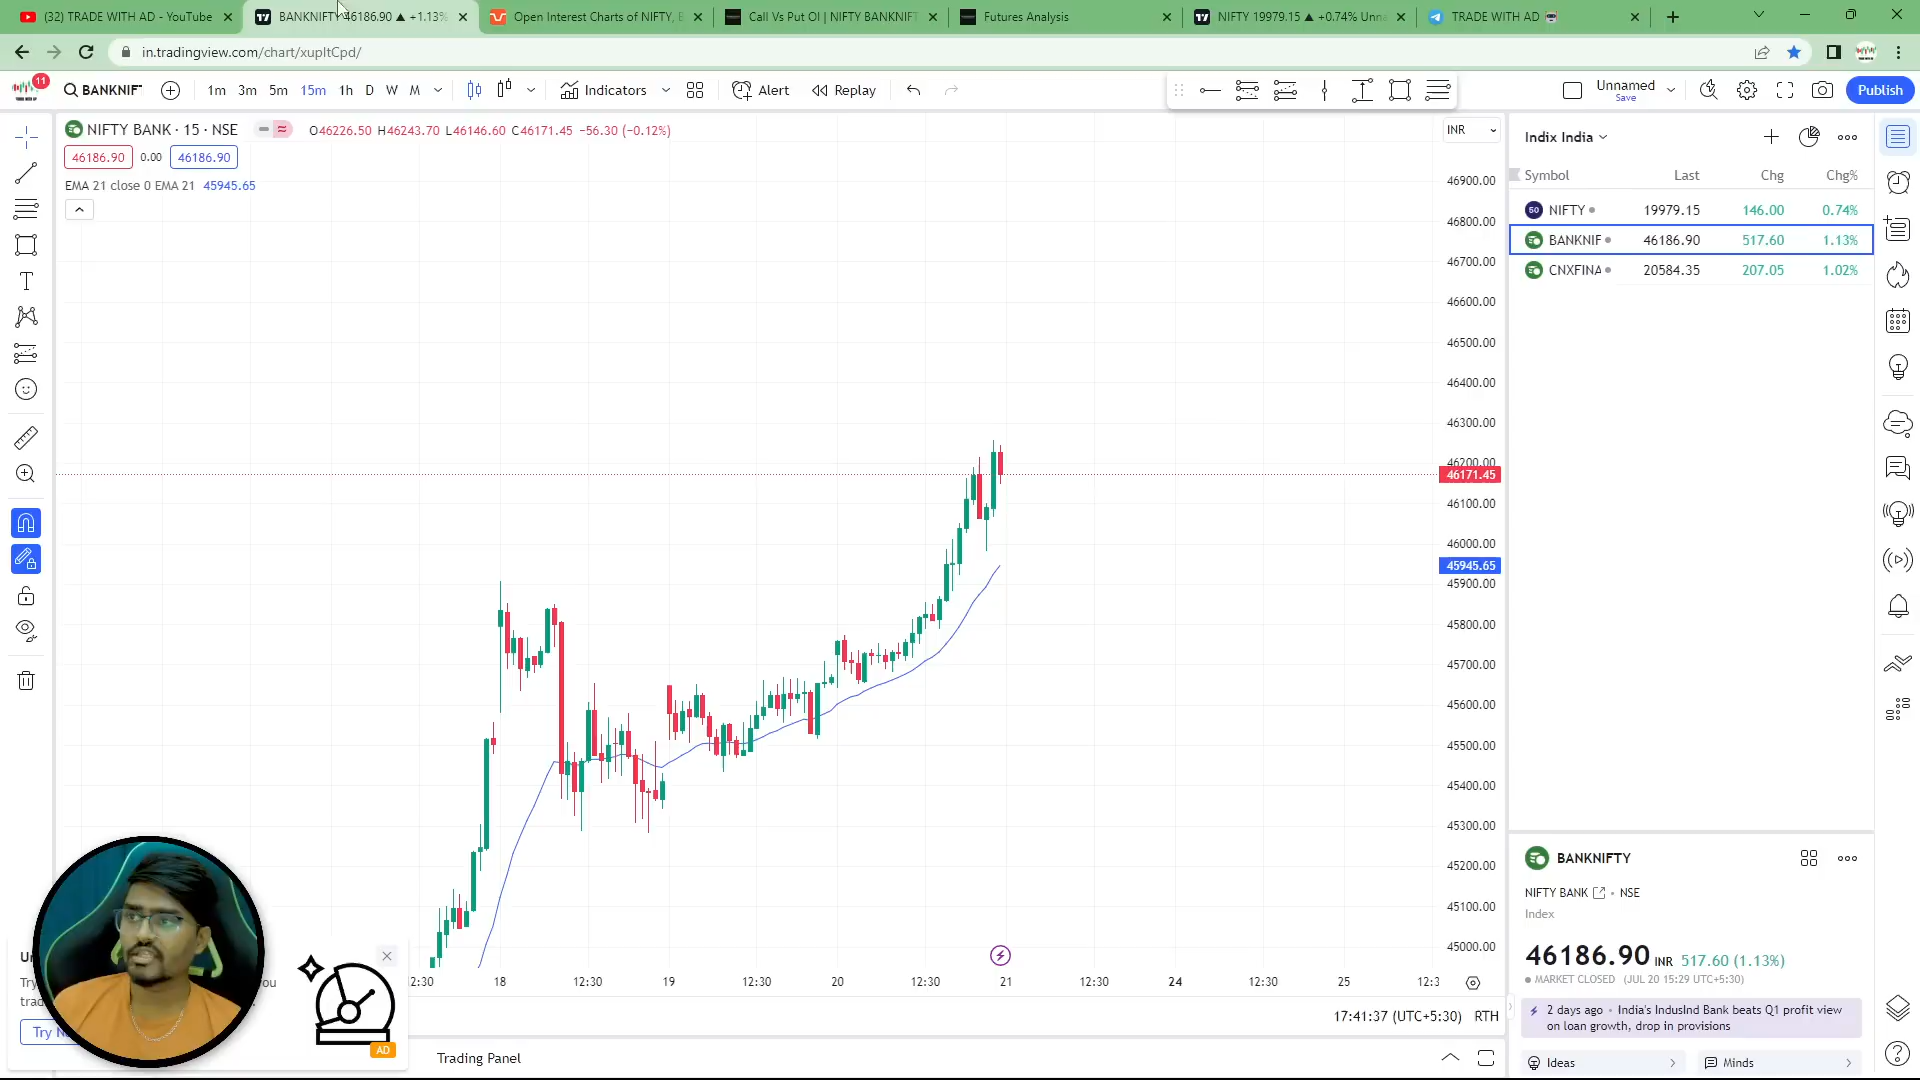 (32) TRADE WITH AD - YouTube
BANKNIFTY 46186.90 ▲ +1.13%
Open Interest Charts of NIFTY, B
Call Vs Put OI | NIFTY BANKNIFT
Futures Analysis
NIFTY 19979.15 ▲ +0.74% Unna
TRADE WITH AD
in.tradingview.com/chart/xupItCpd/
11
BANKNIF
1m 3m 5m 15m 1h D W M
Indicators
Alert
Replay
Unnamed
Save
Publish
NIFTY BANK · 15 · NSE
O46226.50 H46243.70 L46146.60 C46171.45 −56.30 (−0.12%)
46186.90 0.00 46186.90
EMA 21 close 0 EMA 21 45945.65
INR
46900.00
46800.00
46700.00
46600.00
46500.00
46400.00
46300.00
46200.00
46171.45
46100.00
46000.00
45945.65
45900.00
45800.00
45700.00
45600.00
45500.00
45400.00
45300.00
45200.00
45100.00
45000.00
18 12:30 19 12:30 20 12:30 21 12:30 24 12:30 25
17:41:37 (UTC+5:30) RTH
Trading Panel
AD
Indix India
Symbol Last Chg Chg%
50 NIFTY 19979.15 146.00 0.74%
BANKNIF 46186.90 517.60 1.13%
CNXFINA 20584.35 207.05 1.02%
BANKNIFTY
NIFTY BANK • NSE
Index
46186.90 INR 517.60 (1.13%)
MARKET CLOSED (JUL 20 15:29 UTC+5:30)
2 days ago • India's IndusInd Bank beats Q1 profit view
on loan growth, drop in provisions
Ideas
Minds